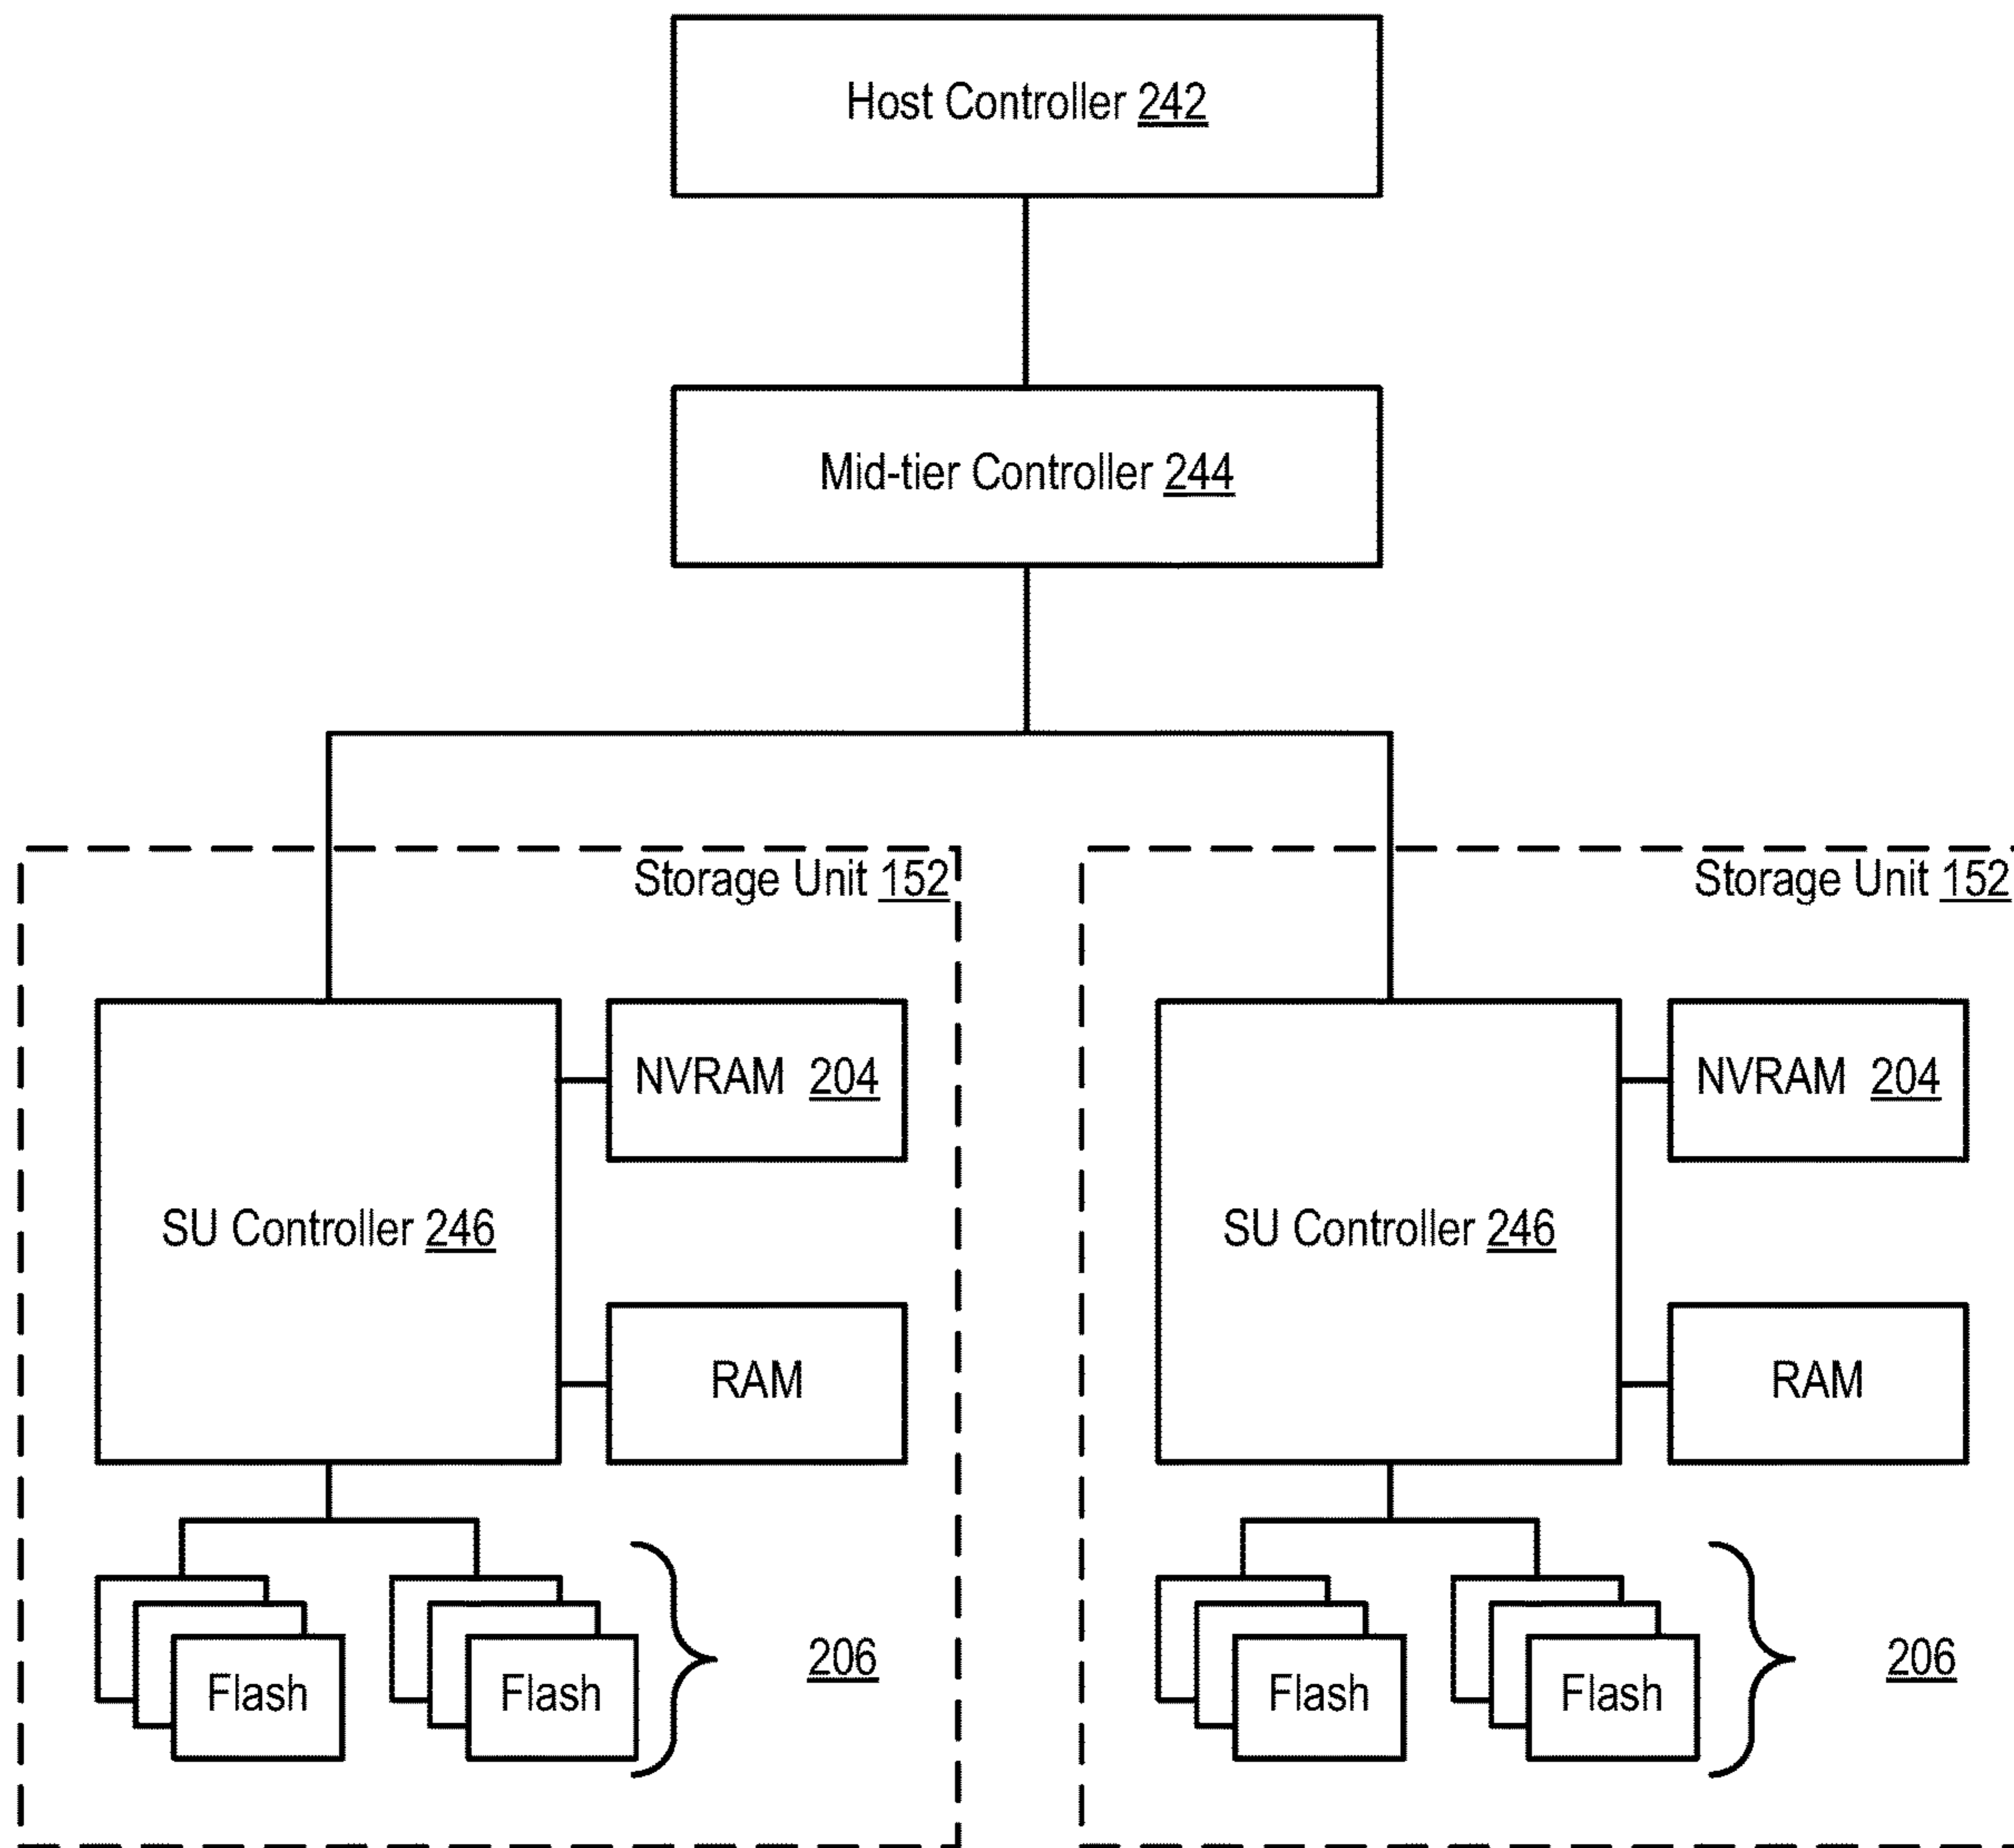 Host Controller 242
Mid-tier Controller 244
Storage Unit 152
Storage Unit 152
NVRAM 204
NVRAM 204
SU Controller 246
SU Controller 246
RAM
RAM
Flash
Flash
206
Flash
Flash
206